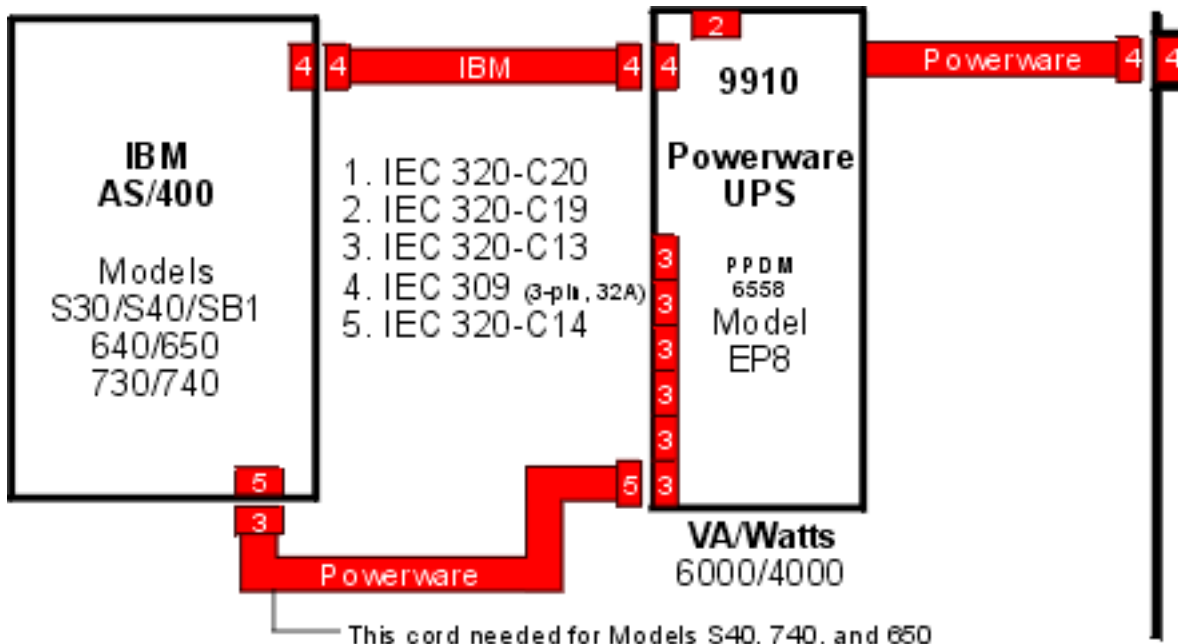 4 4 IBM 4 4
2
Powerware 4 4
9910
IBM
AS/400
Models
S30/S40/SB1
640/650
730/740
1. IEC 320-C20
2. IEC 320-C19
3. IEC 320-C13
4. IEC 309 (3-ph, 32A)
5. IEC 320-C14
Powerware
UPS
PPDM
6558
Model
EP8
3
3
3
3
3
3
5
5
3
Powerware
VA/Watts
6000/4000
This cord needed for Models S40, 740, and 650